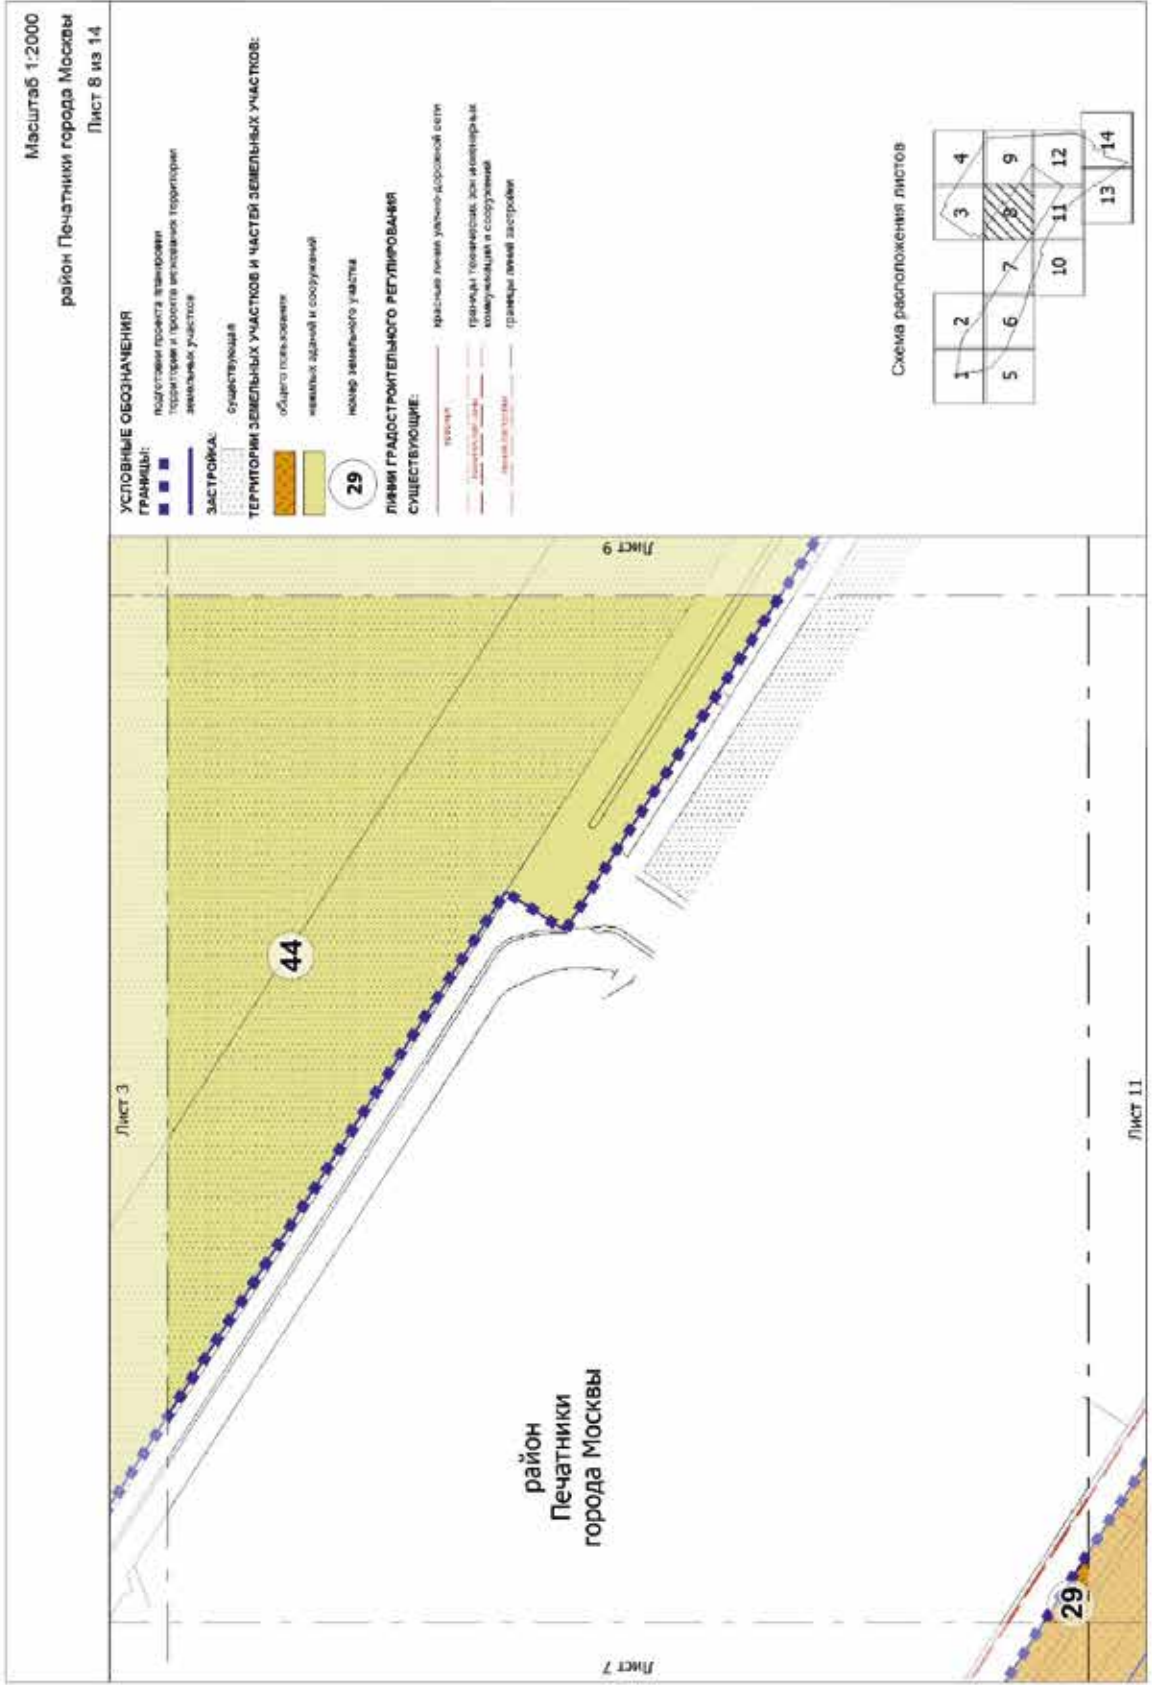 Масштаб 1:2000
район Печатники города Москвы
Лист 8 из 14
УСЛОВНЫЕ ОБОЗНАЧЕНИЯ
ГРАНИЦЫ:
подготовки проекта планировки
территории и проекта межевания территории
земельных участков
ЗАСТРОЙКА:
существующая
ТЕРРИТОРИИ ЗЕМЕЛЬНЫХ УЧАСТКОВ И ЧАСТЕЙ ЗЕМЕЛЬНЫХ УЧАСТКОВ:
общего пользования
нежилых зданий и сооружений
29
номер земельного участка
ЛИНИИ ГРАДОСТРОИТЕЛЬНОГО РЕГУЛИРОВАНИЯ
СУЩЕСТВУЮЩИЕ:
красные линии улично-дорожной сети
границы технических зон инженерных
коммуникаций и сооружений
границы линий застройки
Схема расположения листов
1
2
3
4
5
6
7
8
9
10
11
12
13
14
Лист 3
Лист 9
44
район
Печатники
города Москвы
29
Лист 7
Лист 11